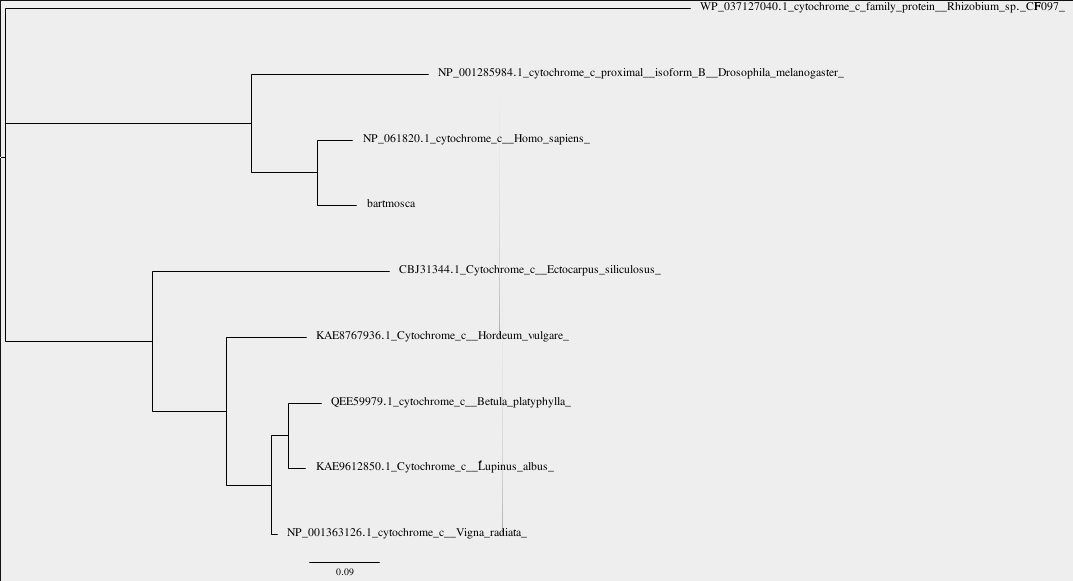 WP_037127040.1_cytochrome_c_family_protein__Rhizobium_sp._CF097_
NP_001285984.1_cytochrome_c_proximal__isoform_B__Drosophila_melanogaster_
NP_061820.1_cytochrome_c__Homo_sapiens_
bartmosca
CBJ31344.1_Cytochrome_c__Ectocarpus_siliculosus_
KAE8767936.1_Cytochrome_c__Hordeum_vulgare_
QEE59979.1_cytochrome_c__Betula_platyphylla_
KAE9612850.1_Cytochrome_c__Lupinus_albus_
NP_001363126.1_cytochrome_c__Vigna_radiata_
0.09